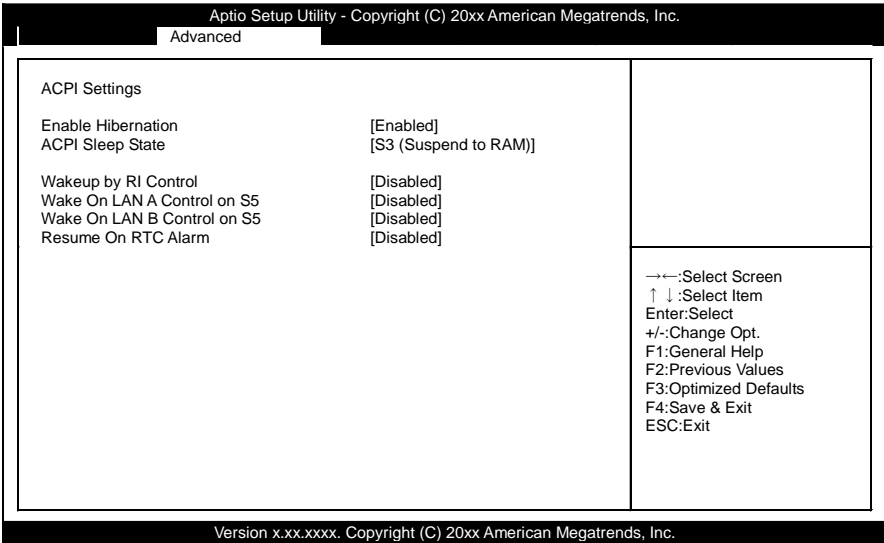 Aptio Setup Utility - Copyright (C) 20xx American Megatrends, Inc.
Advanced
ACPI Settings
Enable Hibernation [Enabled]
ACPI Sleep State [S3 (Suspend to RAM)]
Wakeup by RI Control [Disabled]
Wake On LAN A Control on S5 [Disabled]
Wake On LAN B Control on S5 [Disabled]
Resume On RTC Alarm [Disabled]
→←:Select Screen
↑↓:Select Item
Enter:Select
+/-:Change Opt.
F1:General Help
F2:Previous Values
F3:Optimized Defaults
F4:Save & Exit
ESC:Exit
Version x.xx.xxxx. Copyright (C) 20xx American Megatrends, Inc.